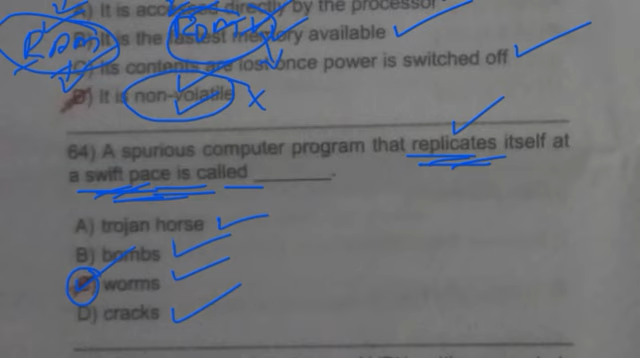 A) It is accessed directly by the processor
RAM
B) It is the fastest memory available
C) Its contents are lost once power is switched off
D) It is non-volatile
64) A spurious computer program that replicates itself at
a swift pace is called ________.
A) trojan horse
B) bombs
C) worms
D) cracks